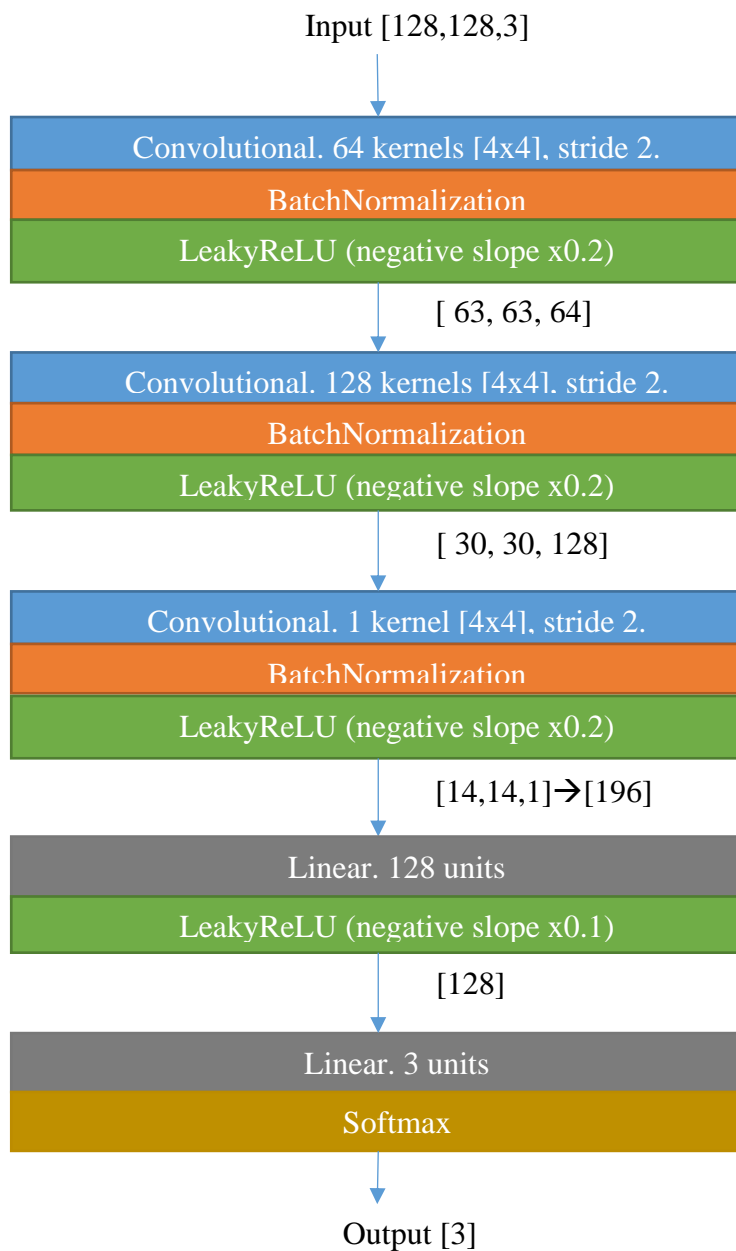 Input [128,128,3]
Convolutional. 64 kernels [4x4], stride 2.
BatchNormalization
LeakyReLU (negative slope x0.2)
[ 63, 63, 64]
Convolutional. 128 kernels [4x4], stride 2.
BatchNormalization
LeakyReLU (negative slope x0.2)
[ 30, 30, 128]
Convolutional. 1 kernel [4x4], stride 2.
BatchNormalization
LeakyReLU (negative slope x0.2)
[14,14,1]→[196]
Linear. 128 units
LeakyReLU (negative slope x0.1)
[128]
Linear. 3 units
Softmax
Output [3]